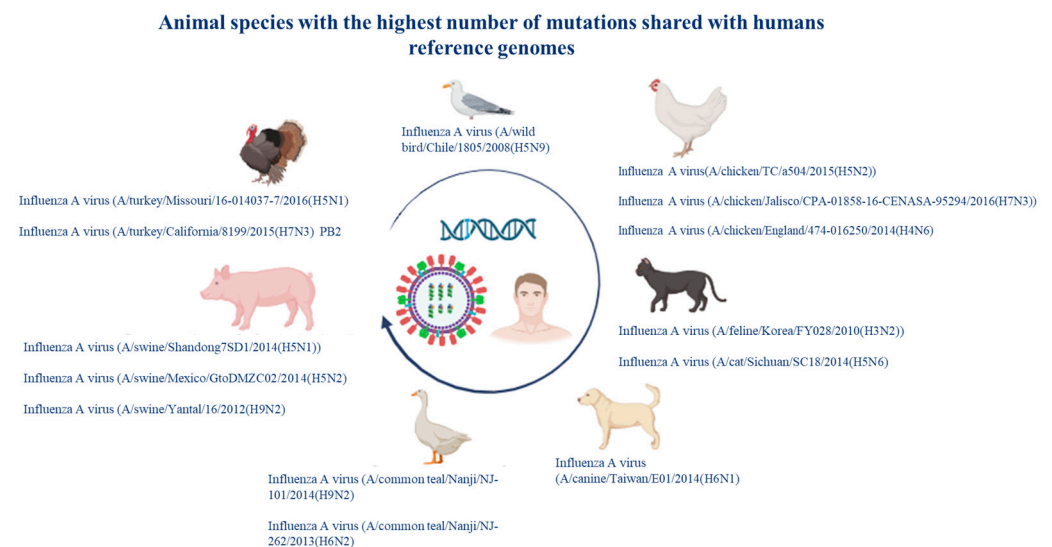 Animal species with the highest number of mutations shared with humans
reference genomes
Influenza A virus (A/wild
bird/Chile/1805/2008(H5N9)
Influenza A virus(A/chicken/TC/a504/2015(H5N2))
Influenza A virus (A/chicken/Jalisco/CPA-01858-16-CENASA-95294/2016(H7N3))
Influenza A virus (A/chicken/England/474-016250/2014(H4N6)
Influenza A virus (A/feline/Korea/FY028/2010(H3N2))
Influenza A virus (A/cat/Sichuan/SC18/2014(H5N6)
Influenza A virus
(A/canine/Taiwan/E01/2014(H6N1)
Influenza A virus (A/common teal/Nanji/NJ-
101/2014(H9N2)
Influenza A virus (A/common teal/Nanji/NJ-
262/2013(H6N2)
Influenza A virus (A/swine/Shandong7SD1/2014(H5N1))
Influenza A virus (A/swine/Mexico/GtoDMZC02/2014(H5N2)
Influenza A virus (A/swine/Yantal/16/2012(H9N2)
Influenza A virus (A/turkey/Missouri/16-014037-7/2016(H5N1)
Influenza A virus (A/turkey/California/8199/2015(H7N3) PB2